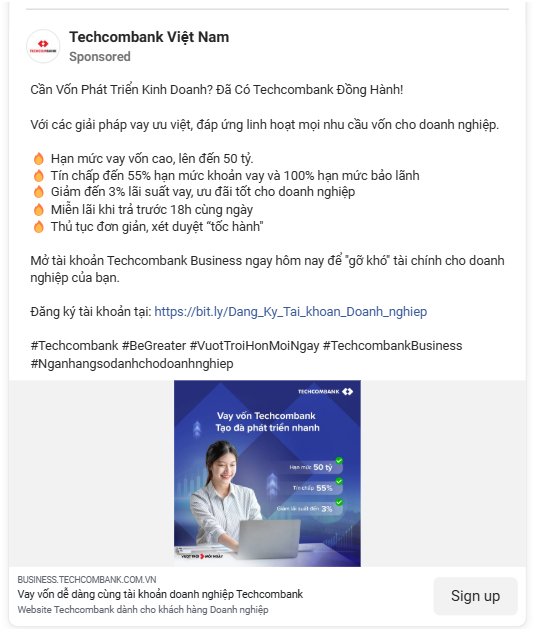 Techcombank Việt Nam
Sponsored
Cần Vốn Phát Triển Kinh Doanh? Đã Có Techcombank Đồng Hành!
Với các giải pháp vay ưu việt, đáp ứng linh hoạt mọi nhu cầu vốn cho doanh nghiệp.
🔥 Hạn mức vay vốn cao, lên đến 50 tỷ.
🔥 Tín chấp đến 55% hạn mức khoản vay và 100% hạn mức bảo lãnh
🔥 Giảm đến 3% lãi suất vay, ưu đãi tốt cho doanh nghiệp
🔥 Miễn lãi khi trả trước 18h cùng ngày
🔥 Thủ tục đơn giản, xét duyệt “tốc hành"
Mở tài khoản Techcombank Business ngay hôm nay để "gỡ khó" tài chính cho doanh
nghiệp của bạn.
Đăng ký tài khoản tại: https://bit.ly/Dang_Ky_Tai_khoan_Doanh_nghiep
#Techcombank #BeGreater #VuotTroiHonMoiNgay #TechcombankBusiness
#Nganhangsodanhchodoanhnghiep
TECHCOMBANK
Vay vốn Techcombank
Tạo đà phát triển nhanh
Hạn mức 50 tỷ
Tín chấp 55%
Giảm lãi suất đến 3%
VƯỢT TRỘI MỖI NGÀY
BUSINESS.TECHCOMBANK.COM.VN
Vay vốn dễ dàng cùng tài khoản doanh nghiệp Techcombank
Website Techcombank dành cho khách hàng Doanh nghiệp
Sign up